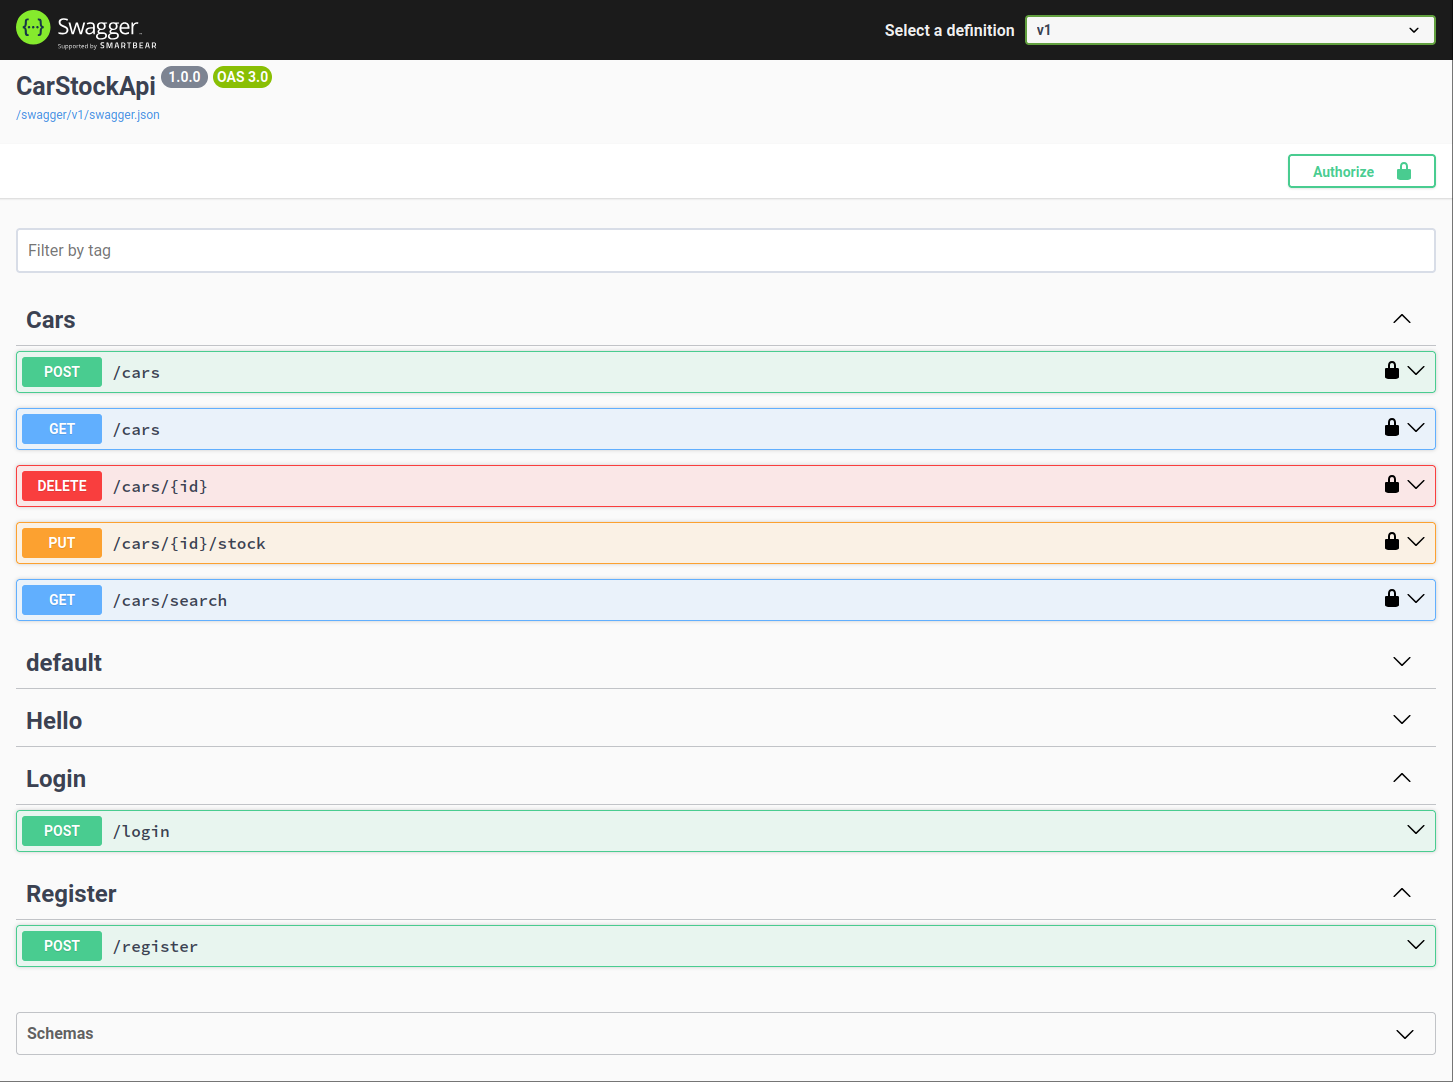 Swagger
Supported by SMARTBEAR
Select a definition
v1
CarStockApi 1.0.0 OAS 3.0
/swagger/v1/swagger.json
Authorize
Filter by tag
Cars
POST /cars
GET /cars
DELETE /cars/{id}
PUT /cars/{id}/stock
GET /cars/search
default
Hello
Login
POST /login
Register
POST /register
Schemas